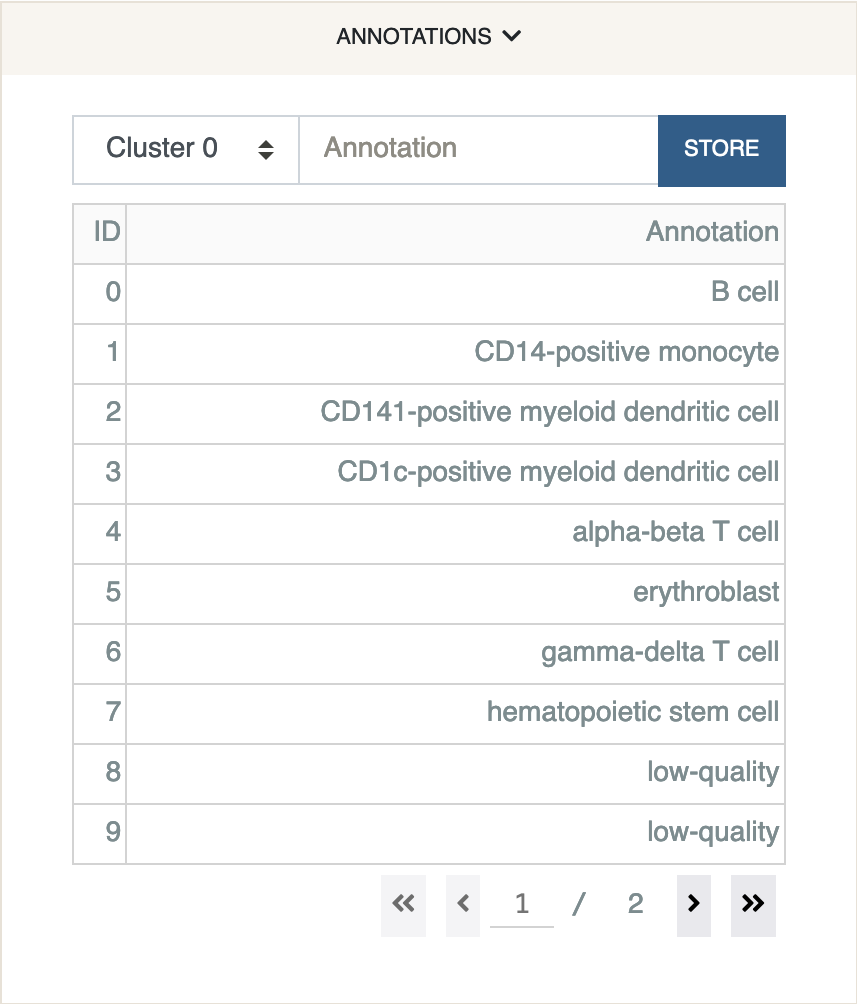 ANNOTATIONS
Cluster 0 Annotation STORE
ID Annotation
0 B cell
1 CD14-positive monocyte
2 CD141-positive myeloid dendritic cell
3 CD1c-positive myeloid dendritic cell
4 alpha-beta T cell
5 erythroblast
6 gamma-delta T cell
7 hematopoietic stem cell
8 low-quality
9 low-quality
1 / 2